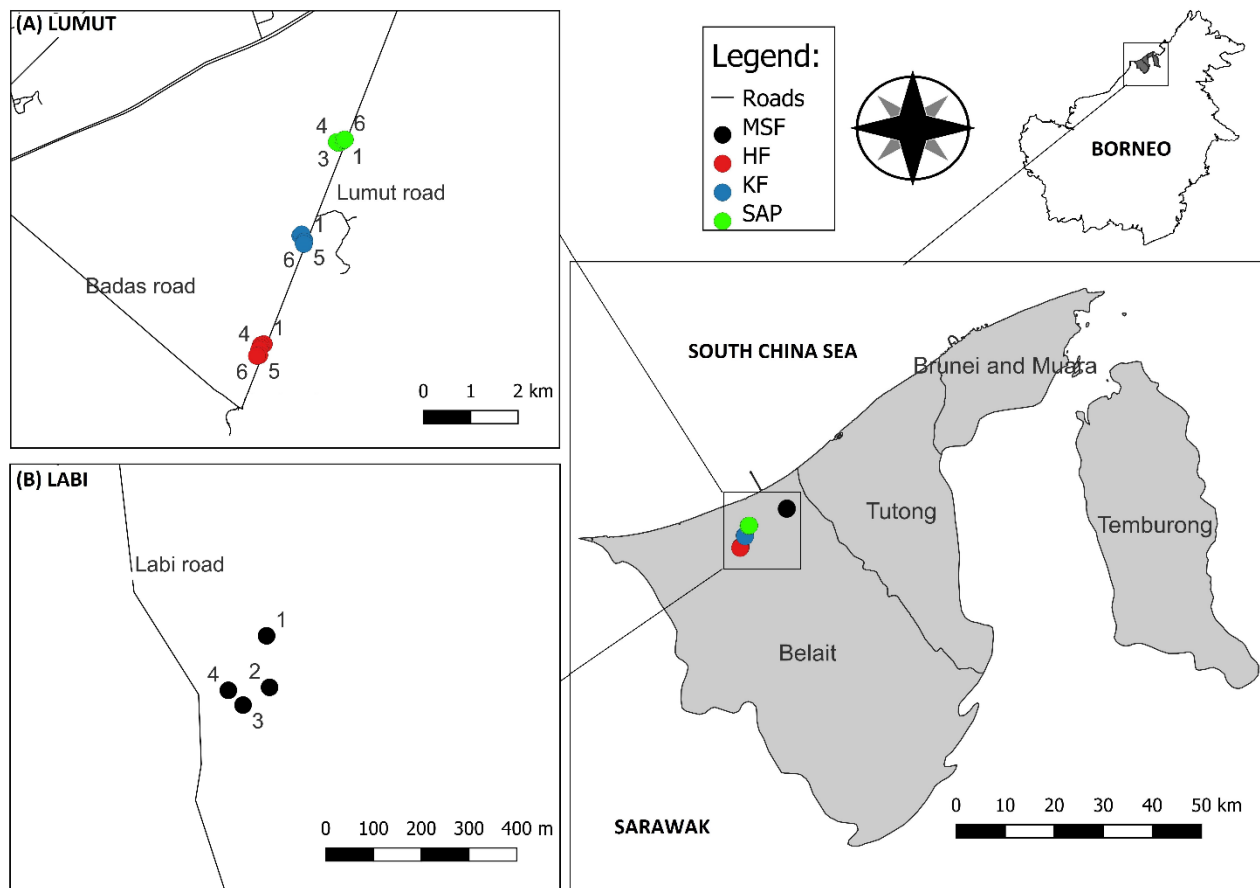 (A) LUMUT
4
6
3
1
Lumut road
1
6
5
Badas road
4
1
6
5
0 1 2 km
(B) LABI
Labi road
1
2
4
3
0 100 200 300 400 m
Legend:
Roads
MSF
HF
KF
SAP
BORNEO
SOUTH CHINA SEA
Brunei and Muara
Tutong
Temburong
Belait
SARAWAK
0 10 20 30 40 50 km